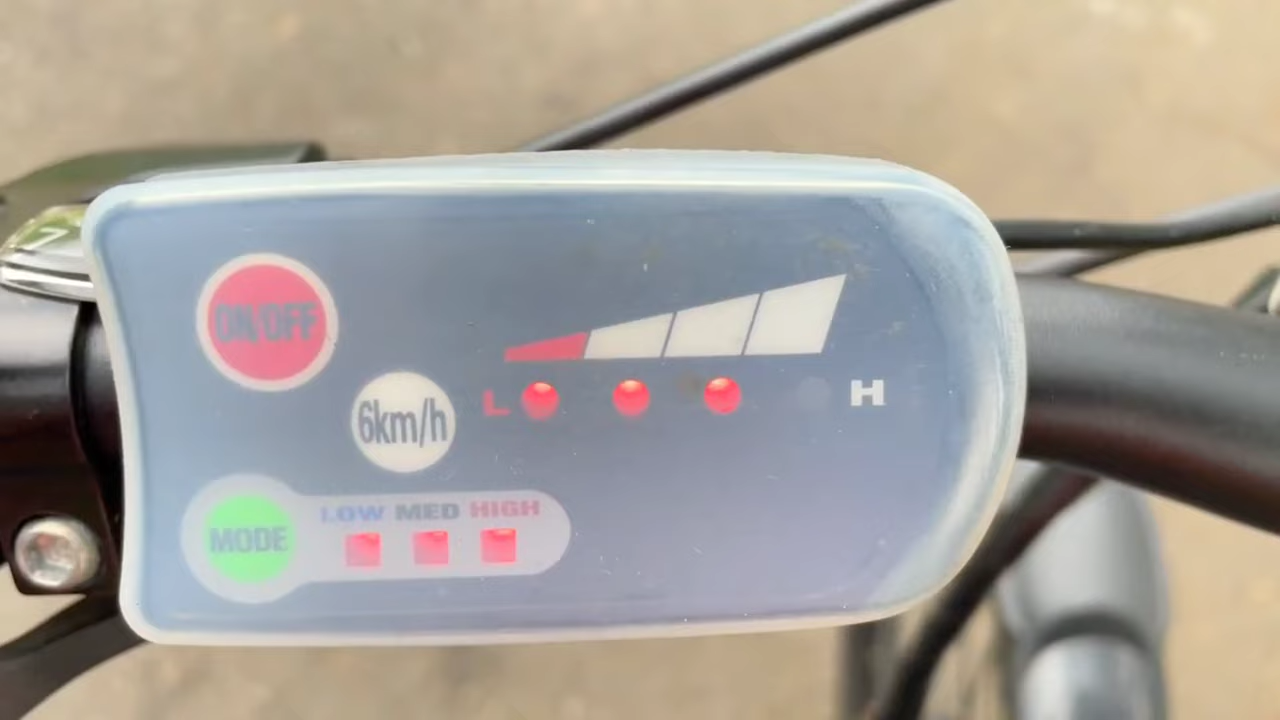 ON/OFF
6km/h
L H
LOW MED HIGH
MODE